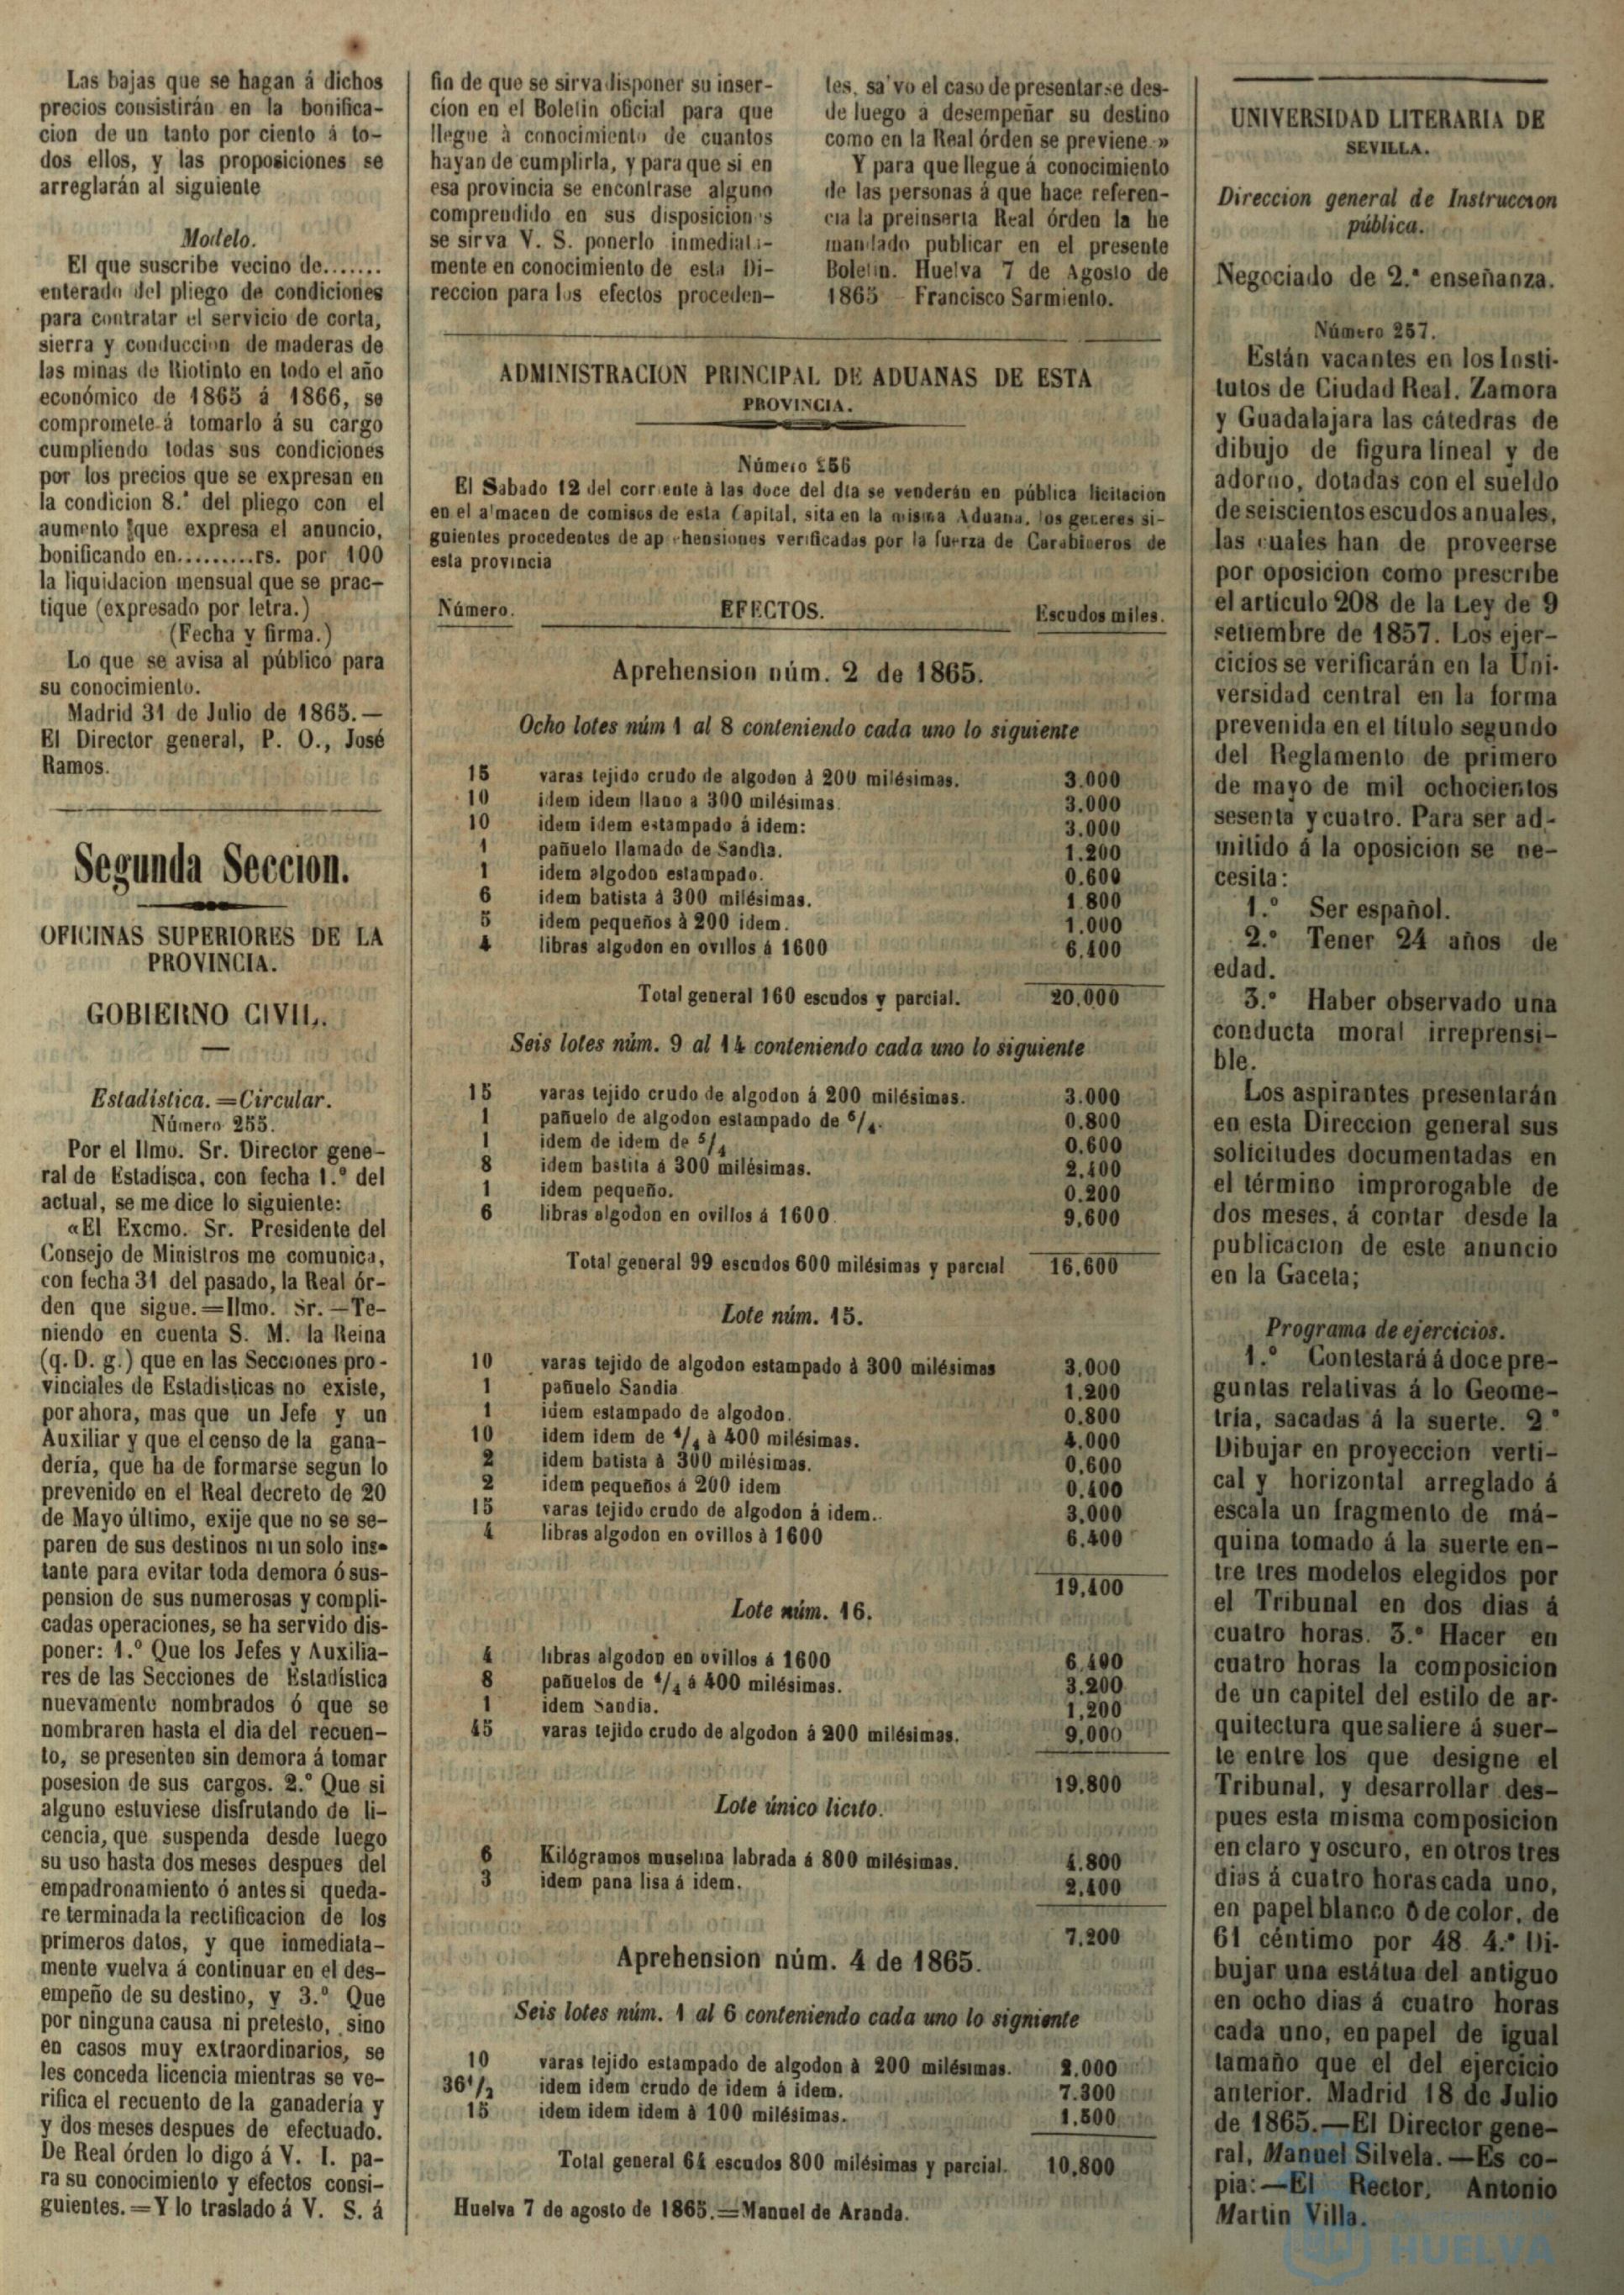 Las bajas que se hagan á dichos
precios consistirán en la bonifica-
cion de un tanto por ciento á to-
dos ellos, y las proposiciones se
arreglarán al siguiente
Modelo.
El que suscribe vecino de.......
enterado del pliego de condiciones
para contratar el servicio de corta,
sierra y conduccion de maderas de
las minas de Riotinto en todo el año
económico de 1865 á 1866, se
compromete á tomarlo á su cargo
cumpliendo todas sus condiciones
por los precios que se expresan en
la condicion 8.ª del pliego con el
aumento que expresa el anuncio,
bonificando en.........rs. por 100
la liquidacion mensual que se prac-
tique (expresado por letra.)
(Fecha y firma.)
Lo que se avisa al público para
su conocimiento.
Madrid 31 de Julio de 1865.—
El Director general, P. O., José
Ramos.
Segunda Seccion.
OFICINAS SUPERIORES DE LA
PROVINCIA.
GOBIERNO CIVIL.
Estadística.=Circular.
Número 255.
Por el Ilmo. Sr. Director gene-
ral de Estadisca, con fecha 1.º del
actual, se me dice lo siguiente:
«El Excmo. Sr. Presidente del
Consejo de Ministros me comunica,
con fecha 31 del pasado, la Real ór-
den que sigue.=Ilmo. Sr.—Te-
niendo en cuenta S. M. la Reina
(q. D. g.) que en las Secciones pro-
vinciales de Estadisticas no existe,
por ahora, mas que un Jefe y un
Auxiliar y que el censo de la gana-
dería, que ha de formarse segun lo
prevenido en el Real decreto de 20
de Mayo último, exije que no se se-
paren de sus destinos ni un solo ins-
tante para evitar toda demora ó sus-
pension de sus numerosas y compli-
cadas operaciones, se ha servido dis-
poner: 1.º Que los Jefes y Auxilia-
res de las Secciones de Estadística
nuevamente nombrados ó que se
nombraren hasta el dia del recuen-
to, se presenten sin demora á tomar
posesion de sus cargos. 2.º Que si
alguno estuviese disfrutando de li-
cencia, que suspenda desde luego
su uso hasta dos meses despues del
empadronamiento ó antes si queda-
re terminada la rectificacion de los
primeros datos, y que inmediata-
mente vuelva á continuar en el des-
empeño de su destino, y 3.º Que
por ninguna causa ni pretesto, sino
en casos muy extraordinarios, se
les conceda licencia mientras se ve-
rifica el recuento de la ganadería y
y dos meses despues de efectuado.
De Real órden lo digo á V. I. pa-
ra su conocimiento y efectos consi-
guientes.=Y lo traslado á V. S. á
fin de que se sirva disponer su inser-
cion en el Boletin oficial para que
llegue à conocimiento de cuantos
hayan de cumplirla, y para que si en
esa provincia se encontrase alguno
comprendido en sus disposiciones
se sirva V. S. ponerlo inmediata-
mente en conocimiento de esta Di-
reccion para los efectos proceden-
tes, salvo el caso de presentarse des-
de luego á desempeñar su destino
como en la Real órden se previene.»
Y para que llegue á conocimiento
de las personas á que hace referen-
cia la preinserta Real órden la he
mandado publicar en el presente
Boletin. Huelva 7 de Agosto de
1865 – Francisco Sarmiento.
ADMINISTRACION PRINCIPAL DE ADUANAS DE ESTA
PROVINCIA.
Número 256
El Sabado 12 del corriente à las doce del dia se venderán en pública licitacion
en el almacen de comisos de esta Capital, sita en la misma Aduana, los generes si-
guientes procedentes de aprehensiones verificadas por la fuerza de Carabineros de
esta provincia
Número. EFECTOS. Escudos miles.
Aprehension núm. 2 de 1865.
Ocho lotes núm 1 al 8 conteniendo cada uno lo siguiente
15 varas tejido crudo de algodon á 200 milésimas. 3.000
10 idem idem llano a 300 milésimas. 3.000
10 idem idem estampado á idem: 3.000
1 pañuelo llamado de Sandia. 1.200
1 idem algodon estampado. 0.600
6 idem batista á 300 milésimas. 1.800
5 idem pequeños à 200 idem. 1.000
4 libras algodon en ovillos á 1600 6.400
Total general 160 escudos y parcial. 20.000
Seis lotes núm. 9 al 14 conteniendo cada uno lo siguiente
15 varas tejido crudo de algodon á 200 milésimas. 3.000
1 pañuelo de algodon estampado de 6/4. 0.800
1 idem de idem de 5/4 0.600
8 idem bastita á 300 milésimas. 2.400
1 idem pequeño. 0.200
6 libras algodon en ovillos á 1600 9.600
Total general 99 escudos 600 milésimas y parcial 16.600
Lote núm. 15.
10 varas tejido de algodon estampado à 300 milésimas 3.000
1 pañuelo Sandia 1.200
1 idem estampado de algodon. 0.800
10 idem idem de 4/4 à 400 milésimas. 4.000
2 idem batista á 300 milésimas. 0.600
2 idem pequeños á 200 idem 0.400
15 varas tejido crudo de algodon á idem. 3.000
4 libras algodon en ovillos à 1600 6.400
19,400
Lote núm. 16.
4 libras algodon en ovillos á 1600 6.400
8 pañuelos de 4/4 á 400 milésimas. 3.200
1 idem Sandia. 1,200
45 varas tejido crudo de algodon á 200 milésimas. 9,000
19,800
Lote único licito.
6 Kilógramos muselina labrada á 800 milésimas. 4.800
3 idem pana lisa á idem. 2.400
7.200
Aprehension núm. 4 de 1865.
Seis lotes núm. 1 al 6 conteniendo cada uno lo signiente
10 varas tejido estampado de algodon à 200 milésimas. 2.000
36 1/2 idem idem crudo de idem á idem. 7.300
15 idem idem idem á 100 milésimas. 1.500
Total general 64 escudos 800 milésimas y parcial. 10,800
Huelva 7 de agosto de 1865.=Manuel de Aranda.
UNIVERSIDAD LITERARIA DE
SEVILLA.
Direccion general de Instruccion
pública.
Negociado de 2.ª enseñanza.
Número 257.
Están vacantes en los Insti-
tutos de Ciudad Real, Zamora
y Guadalajara las cátedras de
dibujo de figura lineal y de
adorno, dotadas con el sueldo
de seiscientos escudos anuales,
las cuales han de proveerse
por oposicion como prescribe
el articulo 208 de la Ley de 9
setiembre de 1857. Los ejer-
cicios se verificarán en la Uni-
versidad central en la forma
prevenida en el título segundo
del Reglamento de primero
de mayo de mil ochocientos
sesenta y cuatro. Para ser ad-
mitido á la oposicion se ne-
cesita:
1.º Ser español.
2.º Tener 24 años de
edad.
3.º Haber observado una
conducta moral irreprensi-
ble.
Los aspirantes presentarán
en esta Direccion general sus
solicitudes documentadas en
el término improrogable de
dos meses, á contar desde la
publicacion de este anuncio
en la Gaceta;
Programa de ejercicios.
1.º Contestará á doce pre-
guntas relativas á lo Geome-
tria, sacadas á la suerte. 2.º
Dibujar en proyeccion verti-
cal y horizontal arreglado á
escala un fragmento de má-
quina tomado á la suerte en-
tre tres modelos elegidos por
el Tribunal en dos dias á
cuatro horas. 3.º Hacer en
cuatro horas la composicion
de un capitel del estilo de ar-
quitectura que saliere á suer-
te entre los que designe el
Tribunal, y desarrollar des-
pues esta misma composicion
en claro y oscuro, en otros tres
dias á cuatro horas cada uno,
en papel blanco ó de color, de
61 céntimo por 48 4.º Di-
bujar una estátua del antiguo
en ocho dias á cuatro horas
cada uno, en papel de igual
tamaño que el del ejercicio
anterior. Madrid 18 de Julio
de 1865.—El Director gene-
ral, Manuel Silvela.—Es co-
pia:—El Rector, Antonio
Martin Villa.
HUELVA